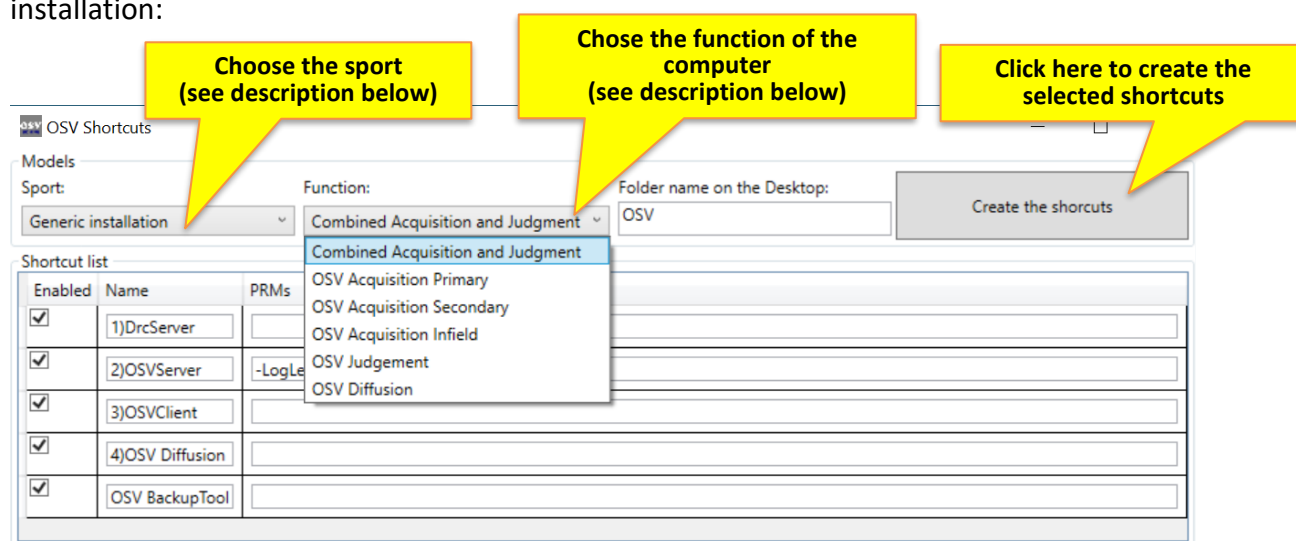 installation:
Choose the sport
(see description below)
Chose the function of the
computer
(see description below)
Click here to create the
selected shortcuts
OSV Shortcuts
Models
Sport:
Function:
Folder name on the Desktop:
Generic installation
Combined Acquisition and Judgment
OSV
Create the shorcuts
Combined Acquisition and Judgment
OSV Acquisition Primary
OSV Acquisition Secondary
OSV Acquisition Infield
OSV Judgement
OSV Diffusion
Shortcut list
Enabled Name PRMs
1)DrcServer
2)OSVServer -LogLe
3)OSVClient
4)OSV Diffusion
OSV BackupTool